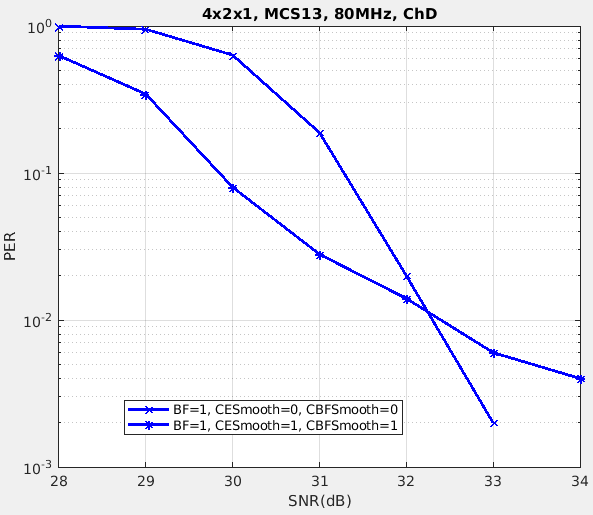 4x2x1, MCS13, 80MHz, ChD
10^0
10^-1
10^-2
10^-3
PER
BF=1, CESmooth=0, CBFSmooth=0
BF=1, CESmooth=1, CBFSmooth=1
28 29 30 31 32 33 34
SNR(dB)